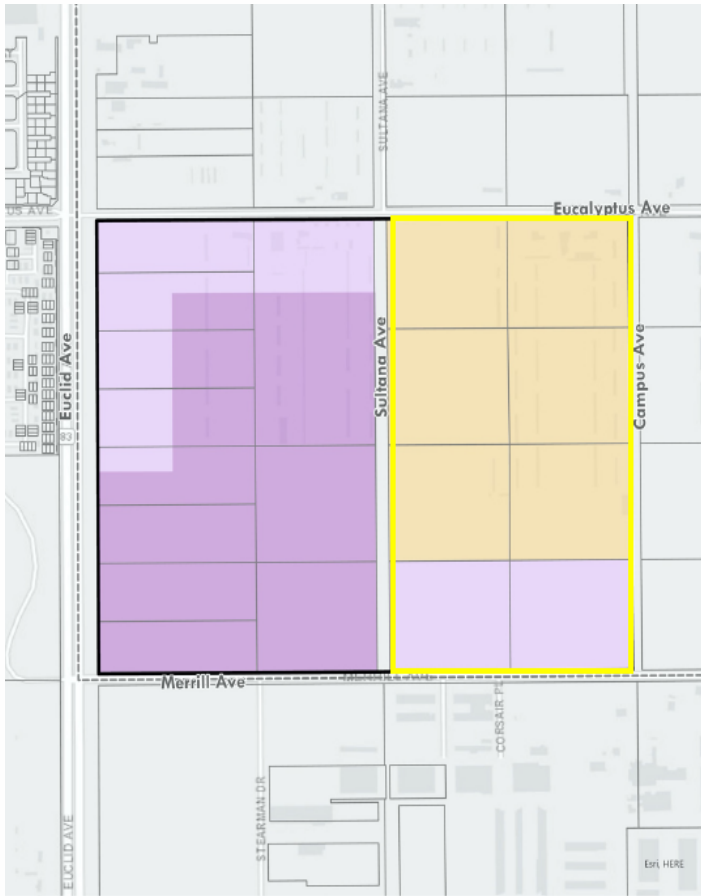 SULTANA AVE
US AVE
Eucalyptus Ave
Euclid Ave
Sultana Ave
Campus Ave
83
Merrill Ave
CORSAIR PL
STEARMAN DR
EUCLID AVE
Esri, HERE